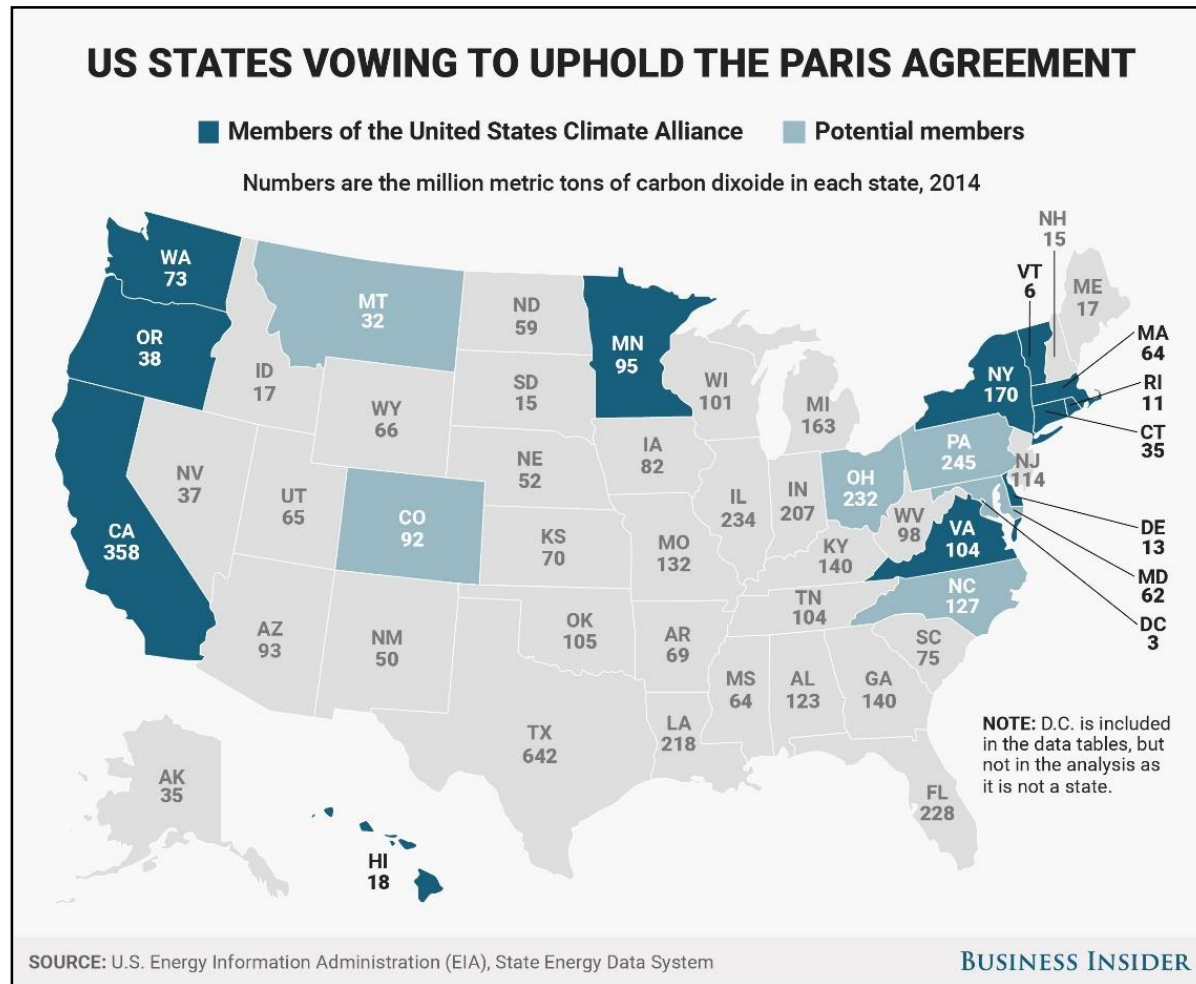 US STATES VOWING TO UPHOLD THE PARIS AGREEMENT
Members of the United States Climate Alliance
Potential members
Numbers are the million metric tons of carbon dixoide in each state, 2014
NH
15
VT
6
ME
17
WA
73
MT
32
ND
59
MN
95
OR
38
ID
17
SD
15
WI
101
MI
163
NY
170
MA
64
RI
11
CT
35
WY
66
NE
52
IA
82
PA
245
NJ
114
NV
37
UT
65
CO
92
IL
234
IN
207
OH
232
WV
98
VA
104
DE
13
MD
62
DC
3
CA
358
KS
70
MO
132
KY
140
NC
127
TN
104
AZ
93
NM
50
OK
105
AR
69
SC
75
MS
64
AL
123
GA
140
TX
642
LA
218
FL
228
NOTE: D.C. is included
in the data tables, but
not in the analysis as
it is not a state.
AK
35
HI
18
SOURCE: U.S. Energy Information Administration (EIA), State Energy Data System
BUSINESS INSIDER